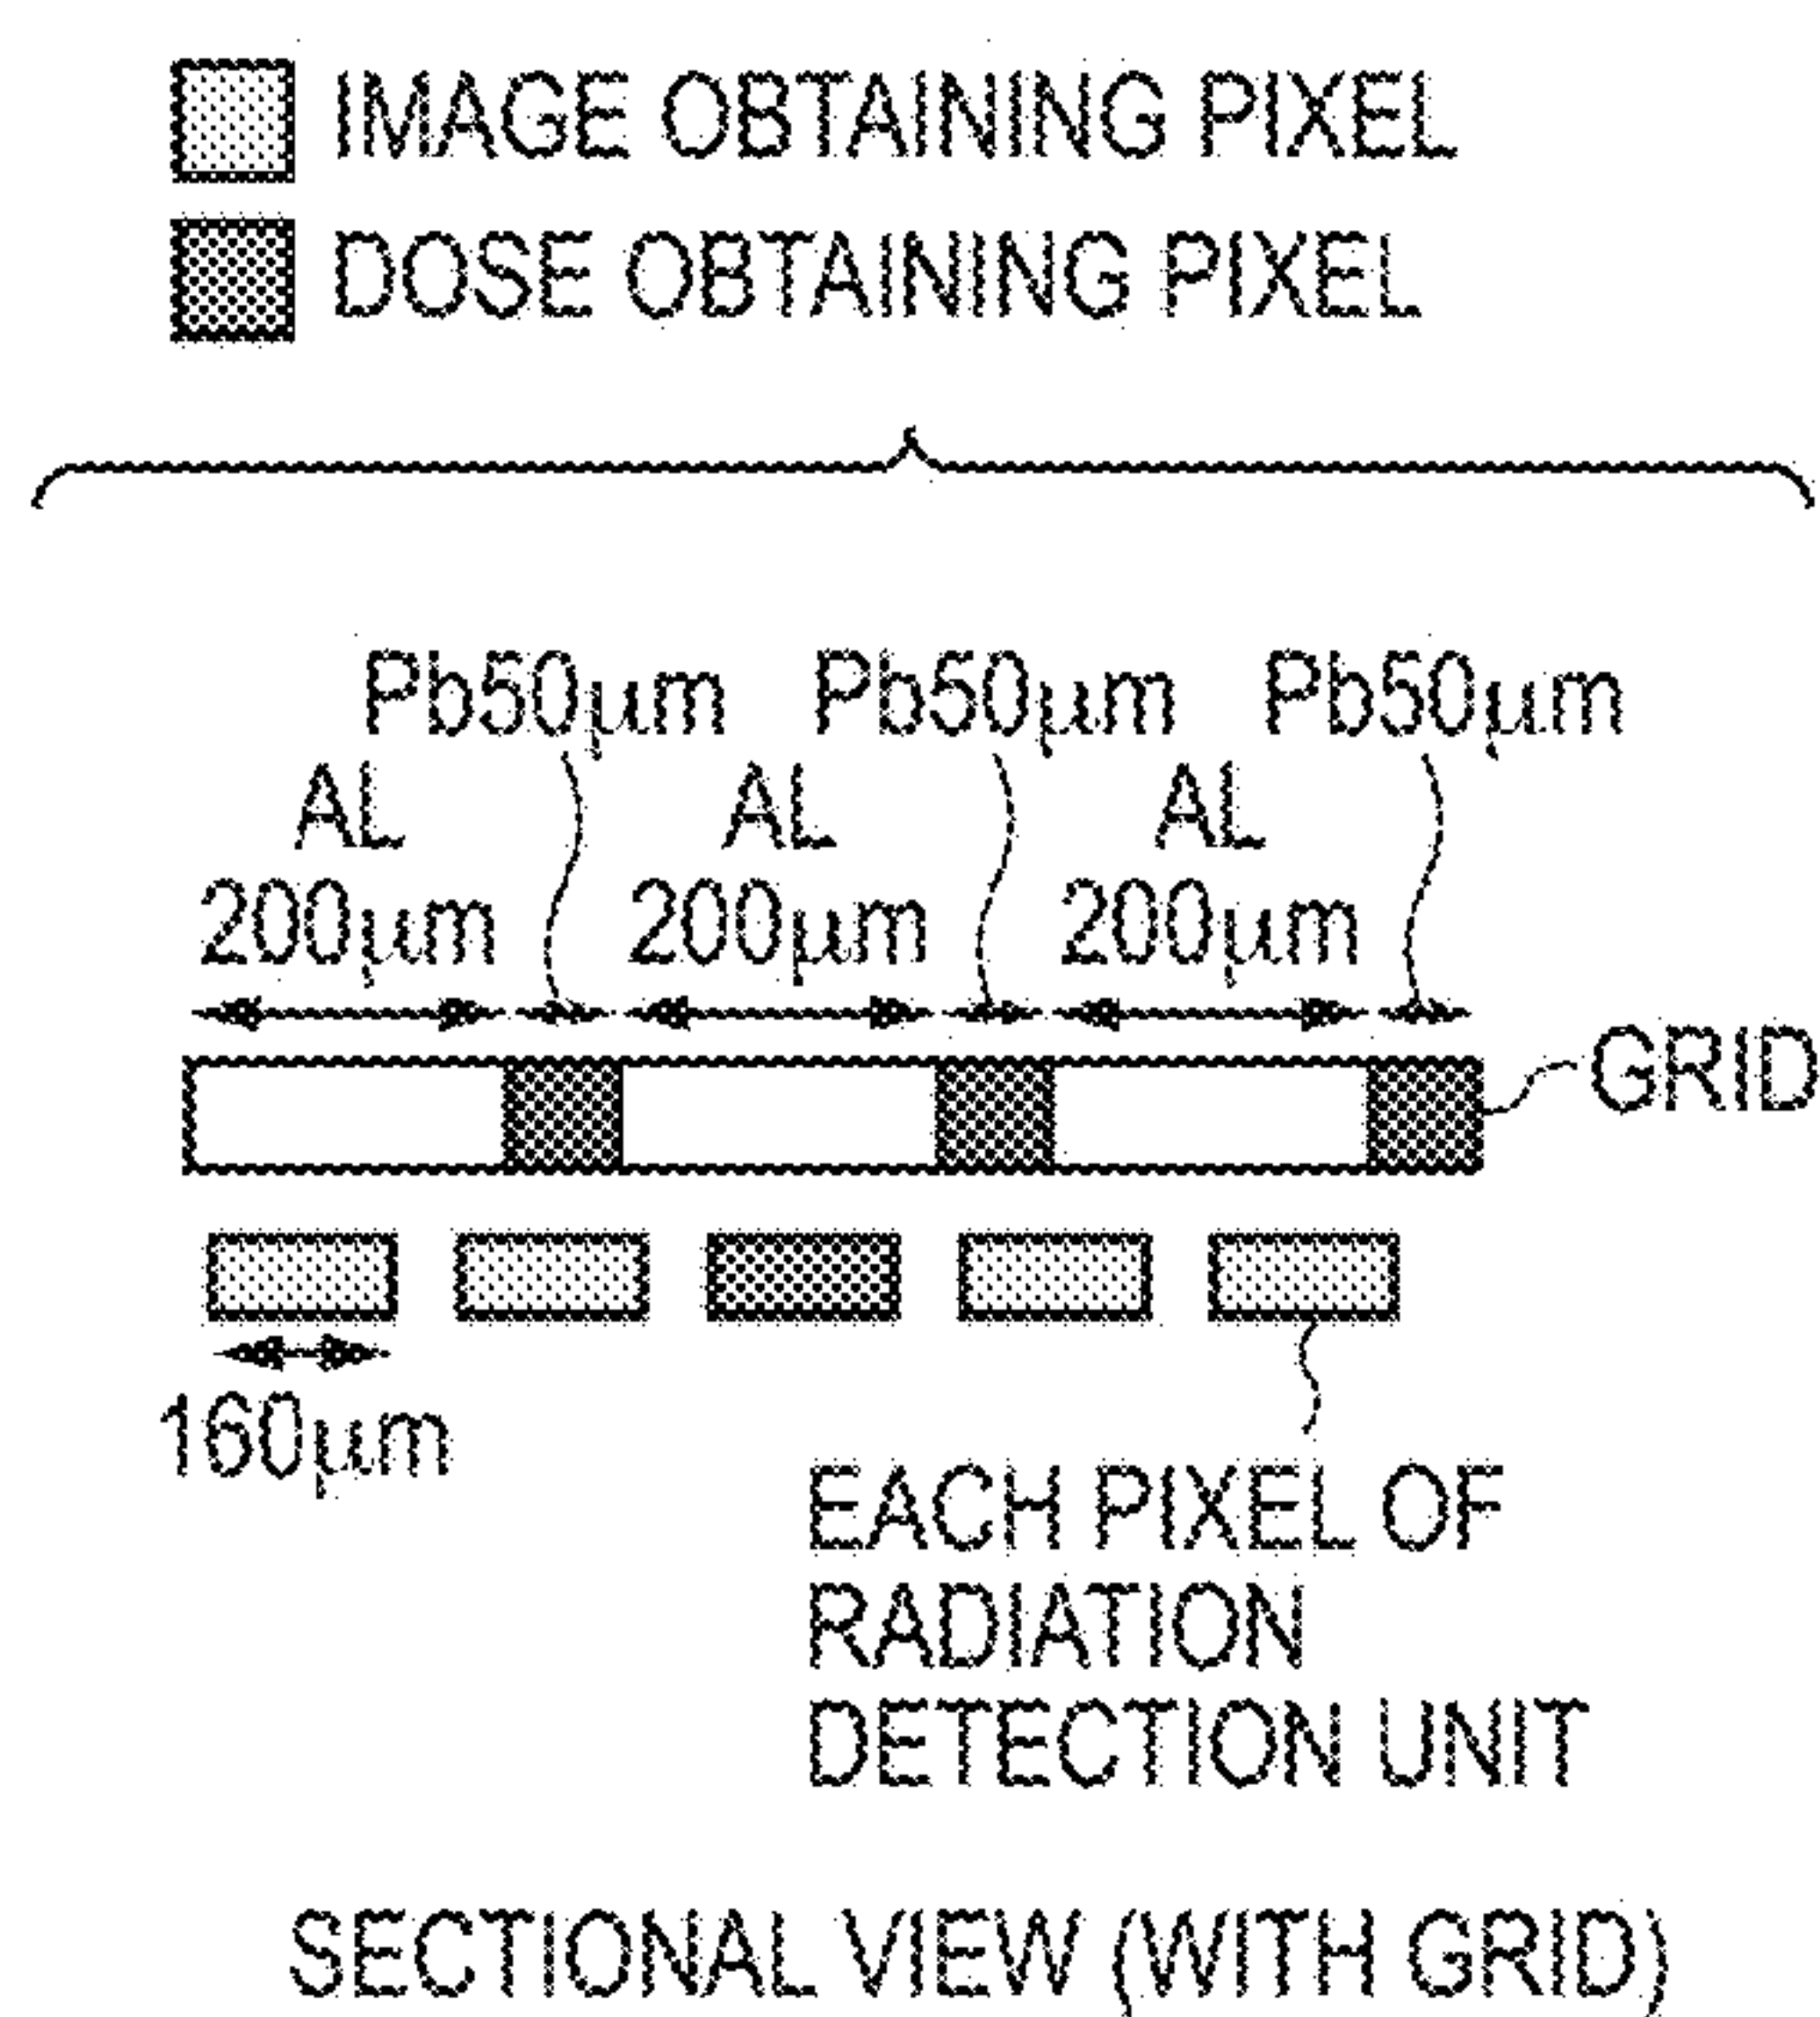 IMAGE OBTAINING PIXEL
DOSE OBTAINING PIXEL
Pb50μm Pb50μm Pb50μm
AL AL AL
200μm 200μm 200μm
GRID
160μm
EACH PIXEL OF
RADIATION
DETECTION UNIT
SECTIONAL VIEW (WITH GRID)